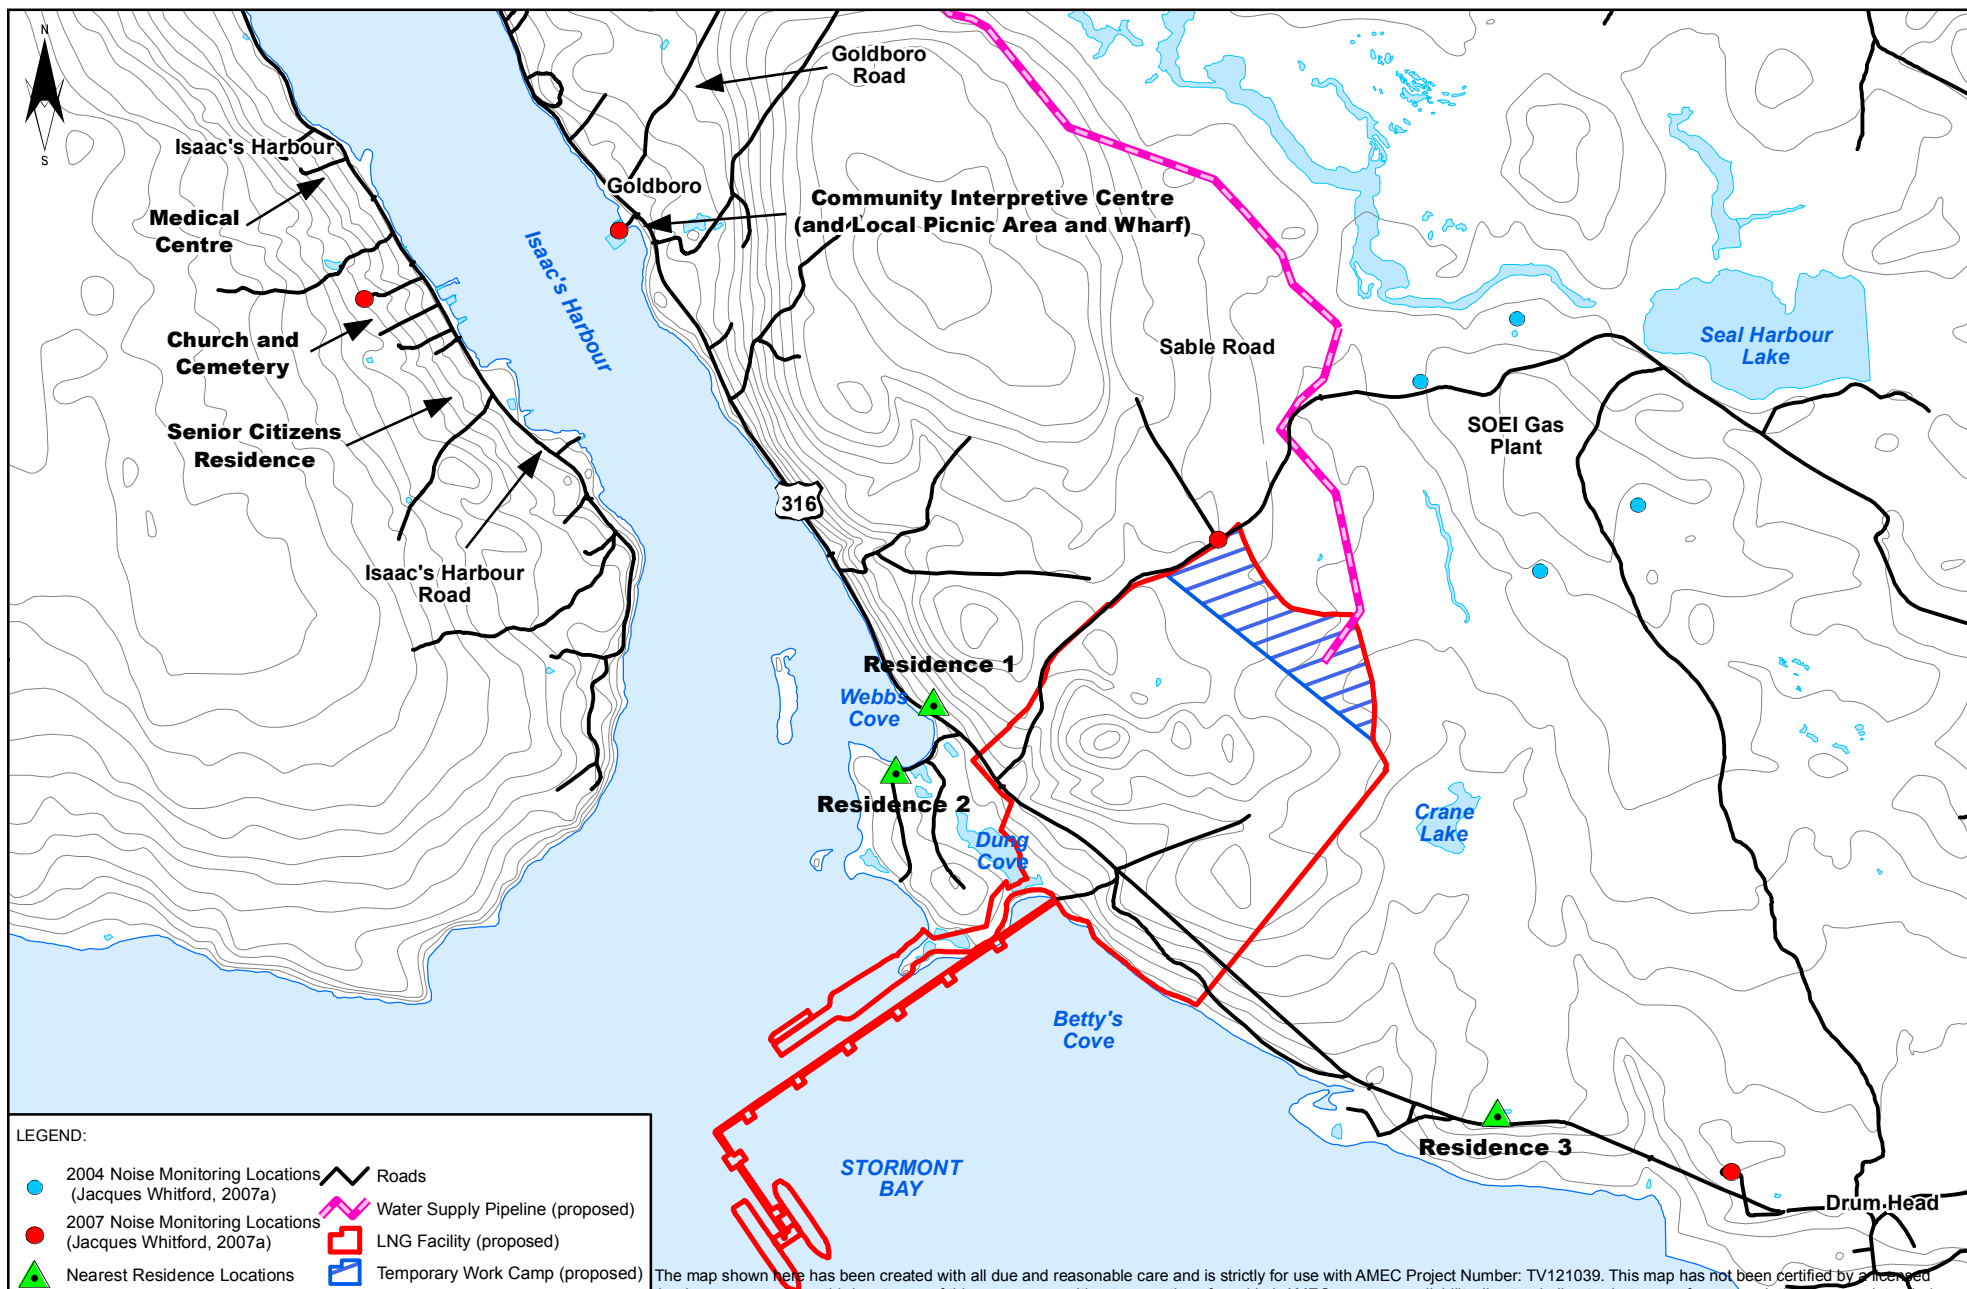 N
S
Goldboro
Road
Isaac's Harbour
Goldboro
Medical
Centre
Community Interpretive Centre
(and Local Picnic Area and Wharf)
Isaac's Harbour
Church and
Cemetery
Sable Road
Seal Harbour
Lake
Senior Citizens
Residence
SOEI Gas
Plant
316
Isaac's Harbour
Road
Residence 1
Webbs
Cove
Residence 2
Dung
Cove
Crane
Lake
Betty's
Cove
Residence 3
STORMONT
BAY
Drum Head
LEGEND:
2004 Noise Monitoring Locations
(Jacques Whitford, 2007a)
2007 Noise Monitoring Locations
(Jacques Whitford, 2007a)
Nearest Residence Locations
Roads
Water Supply Pipeline (proposed)
LNG Facility (proposed)
Temporary Work Camp (proposed)
The map shown here has been created with all due and reasonable care and is strictly for use with AMEC Project Number: TV121039. This map has not been certified by a licensed